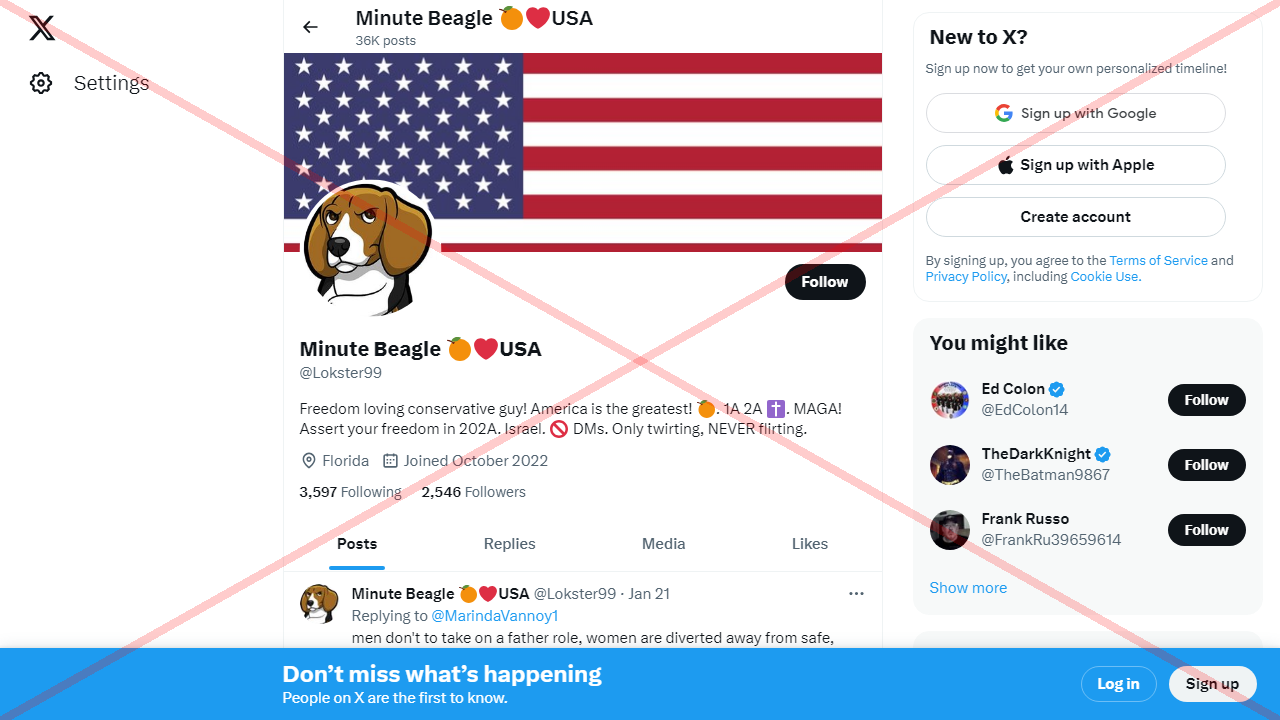 Settings
Minute Beagle 🍊❤️USA
36K posts
Follow
Minute Beagle 🍊❤️USA
@Lokster99
Freedom loving conservative guy! America is the greatest! 🍊. 1A 2A ✝️. MAGA!
Assert your freedom in 202A. Israel. 🚫 DMs. Only twirting, NEVER flirting.
Florida Joined October 2022
3,597 Following 2,546 Followers
Posts Replies Media Likes
Minute Beagle 🍊❤️USA @Lokster99 · Jan 21
Replying to @MarindaVannoy1
men don't to take on a father role, women are diverted away from safe,
New to X?
Sign up now to get your own personalized timeline!
Sign up with Google
Sign up with Apple
Create account
By signing up, you agree to the Terms of Service and
Privacy Policy, including Cookie Use.
You might like
Ed Colon
@EdColon14
Follow
TheDarkKnight
@TheBatman9867
Follow
Frank Russo
@FrankRu39659614
Follow
Show more
Don’t miss what’s happening
People on X are the first to know.
Log in
Sign up